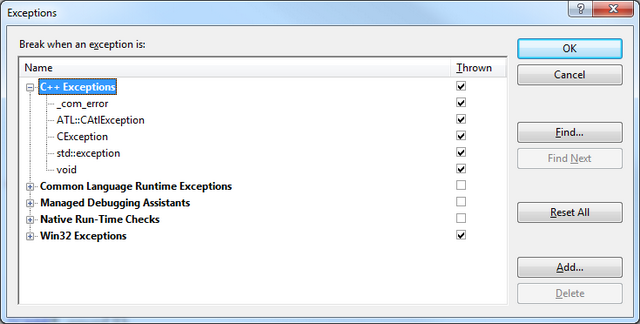 Exceptions
Break when an exception is:
Name Thrown
C++ Exceptions
_com_error
ATL::CAtlException
CException
std::exception
void
Common Language Runtime Exceptions
Managed Debugging Assistants
Native Run-Time Checks
Win32 Exceptions
OK
Cancel
Find...
Find Next
Reset All
Add...
Delete